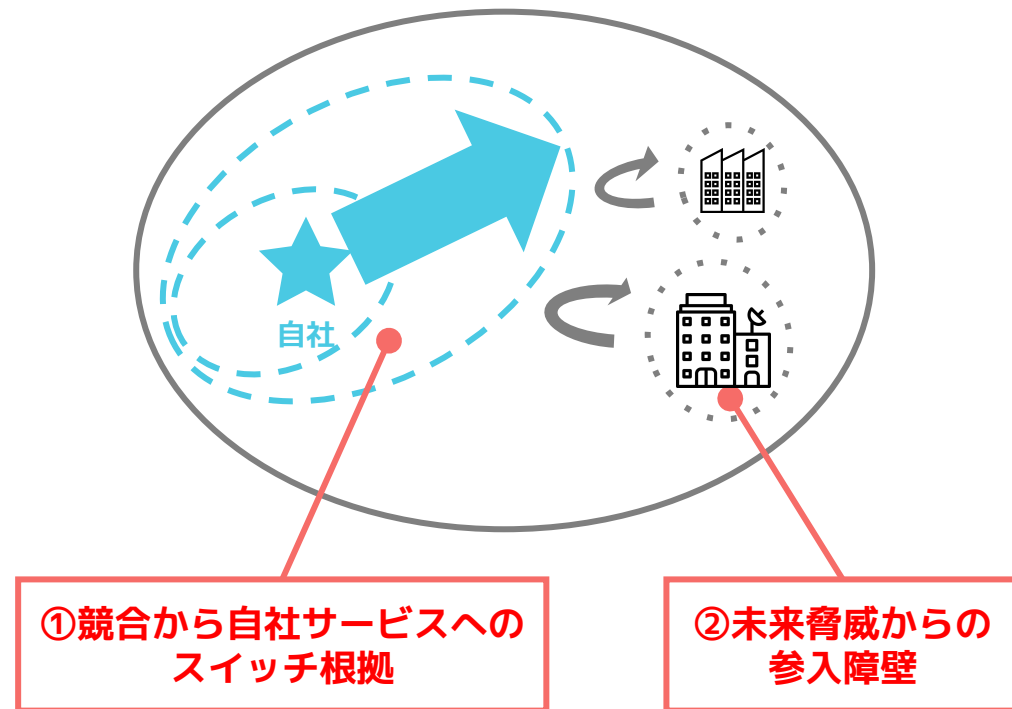 自社
①競合から自社サービスへの
スイッチ根拠
②未来脅威からの
参入障壁